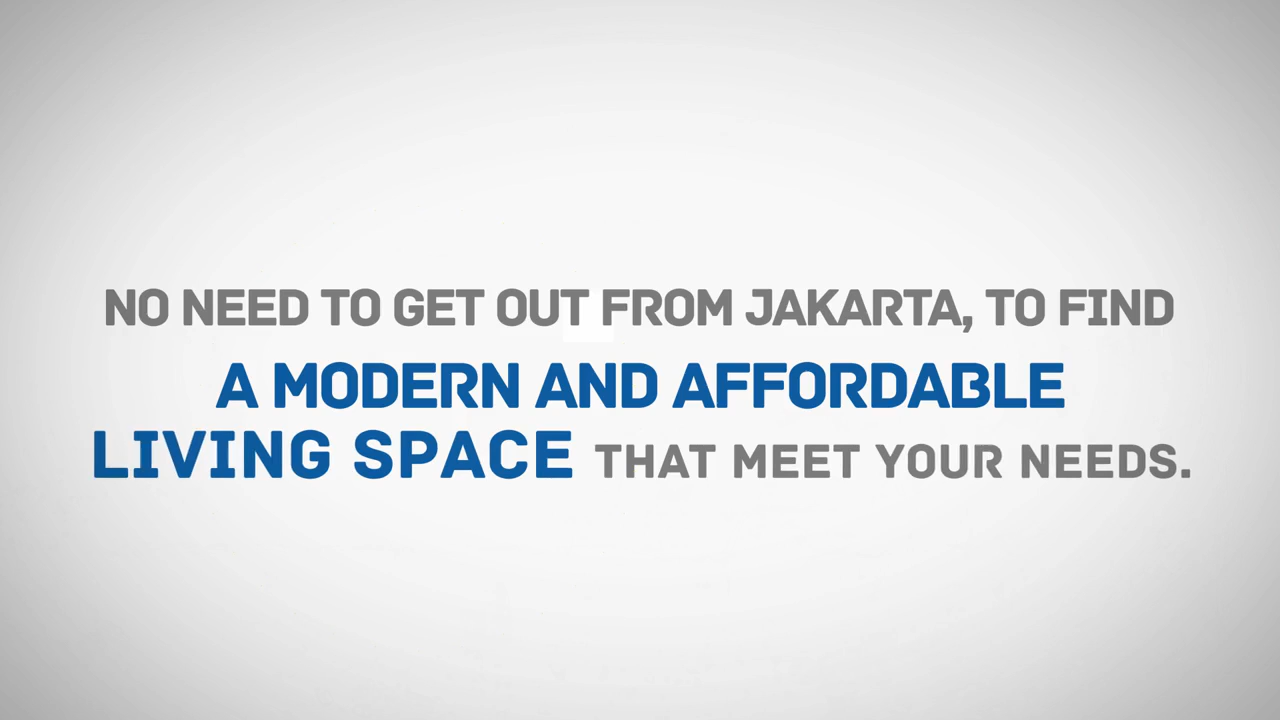 NO NEED TO GET OUT FROM JAKARTA, TO FIND
A MODERN AND AFFORDABLE
LIVING SPACE THAT MEET YOUR NEEDS.